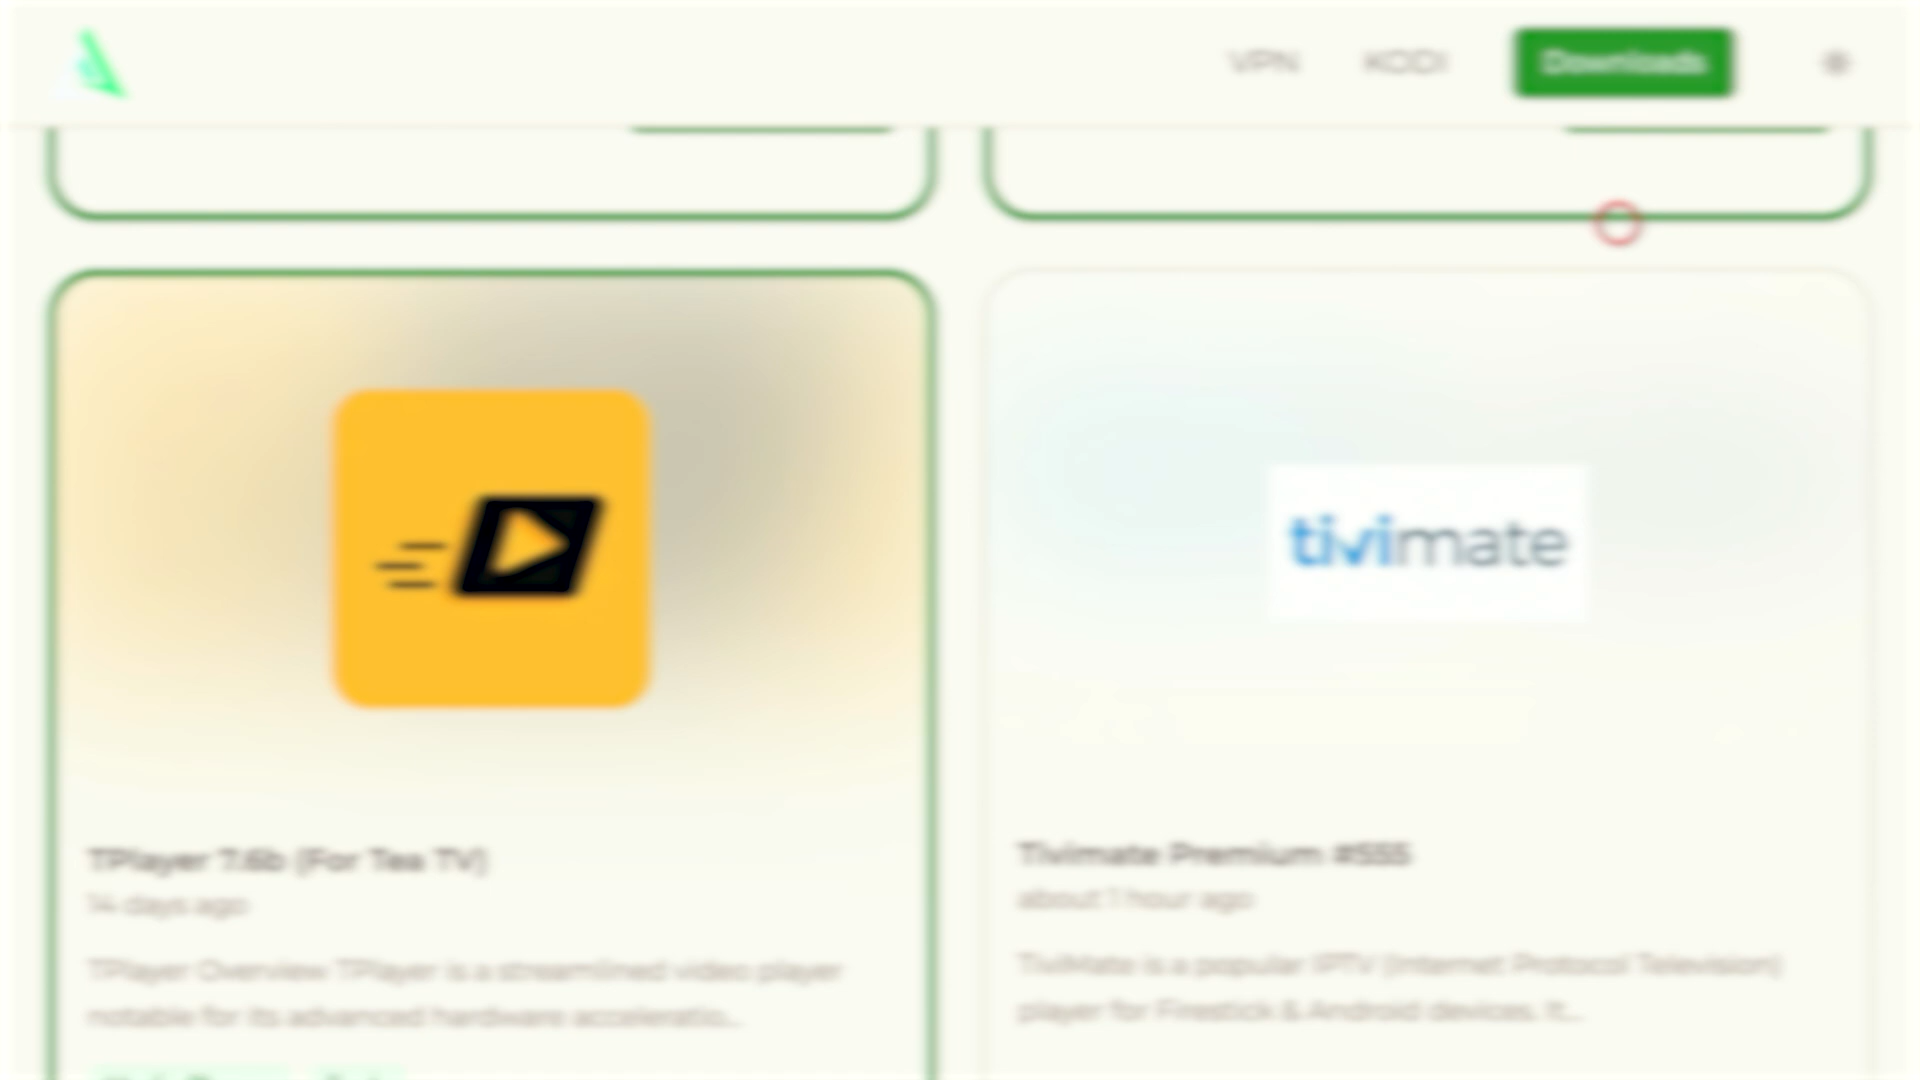 VPN KODI Downloads
tivimate
TPlayer 7.6b (For Tea TV)
14 days ago
TPlayer Overview TPlayer is a streamlined video player
notable for its advanced hardware acceleratio...
Tivimate Premium #555
about 1 hour ago
TiviMate is a popular IPTV (Internet Protocol Television)
player for Firestick & Android devices. It...